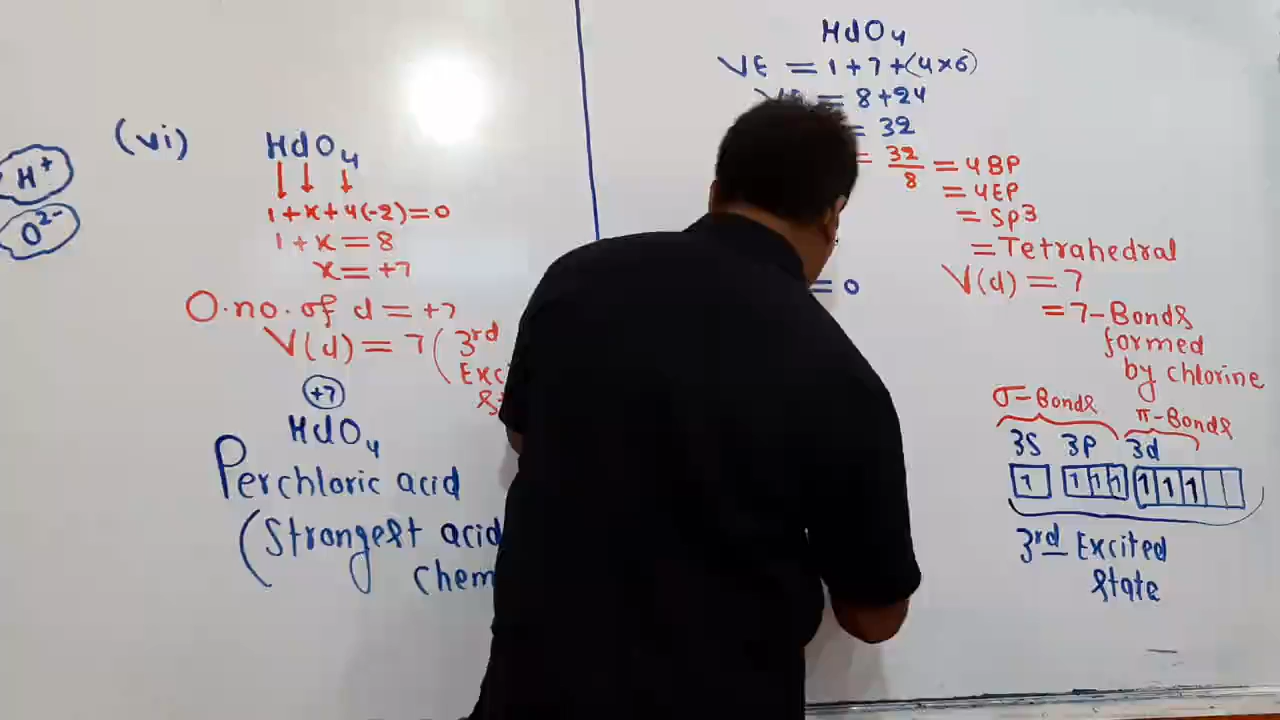 (vi) HClO₄
H⁺
O²⁻
1+x+4(-2)=0
1+x=8
x=+7
O.no. of Cl=+7
V(Cl)=7(3rd
Exc
+7
HClO₄
Perchloric acid
(Strongest acid
chem
HClO₄
VE=1+7+(4×6)
= 8+24
= 32
= 32/8 = 4BP
= 4EP
= Sp³
= Tetrahedral
= 0
V(Cl) = 7
= 7-Bonds
formed
by chlorine
σ-Bonds π-Bonds
3S 3P 3d
1 1 1 1 1 1 1
3rd Excited
State